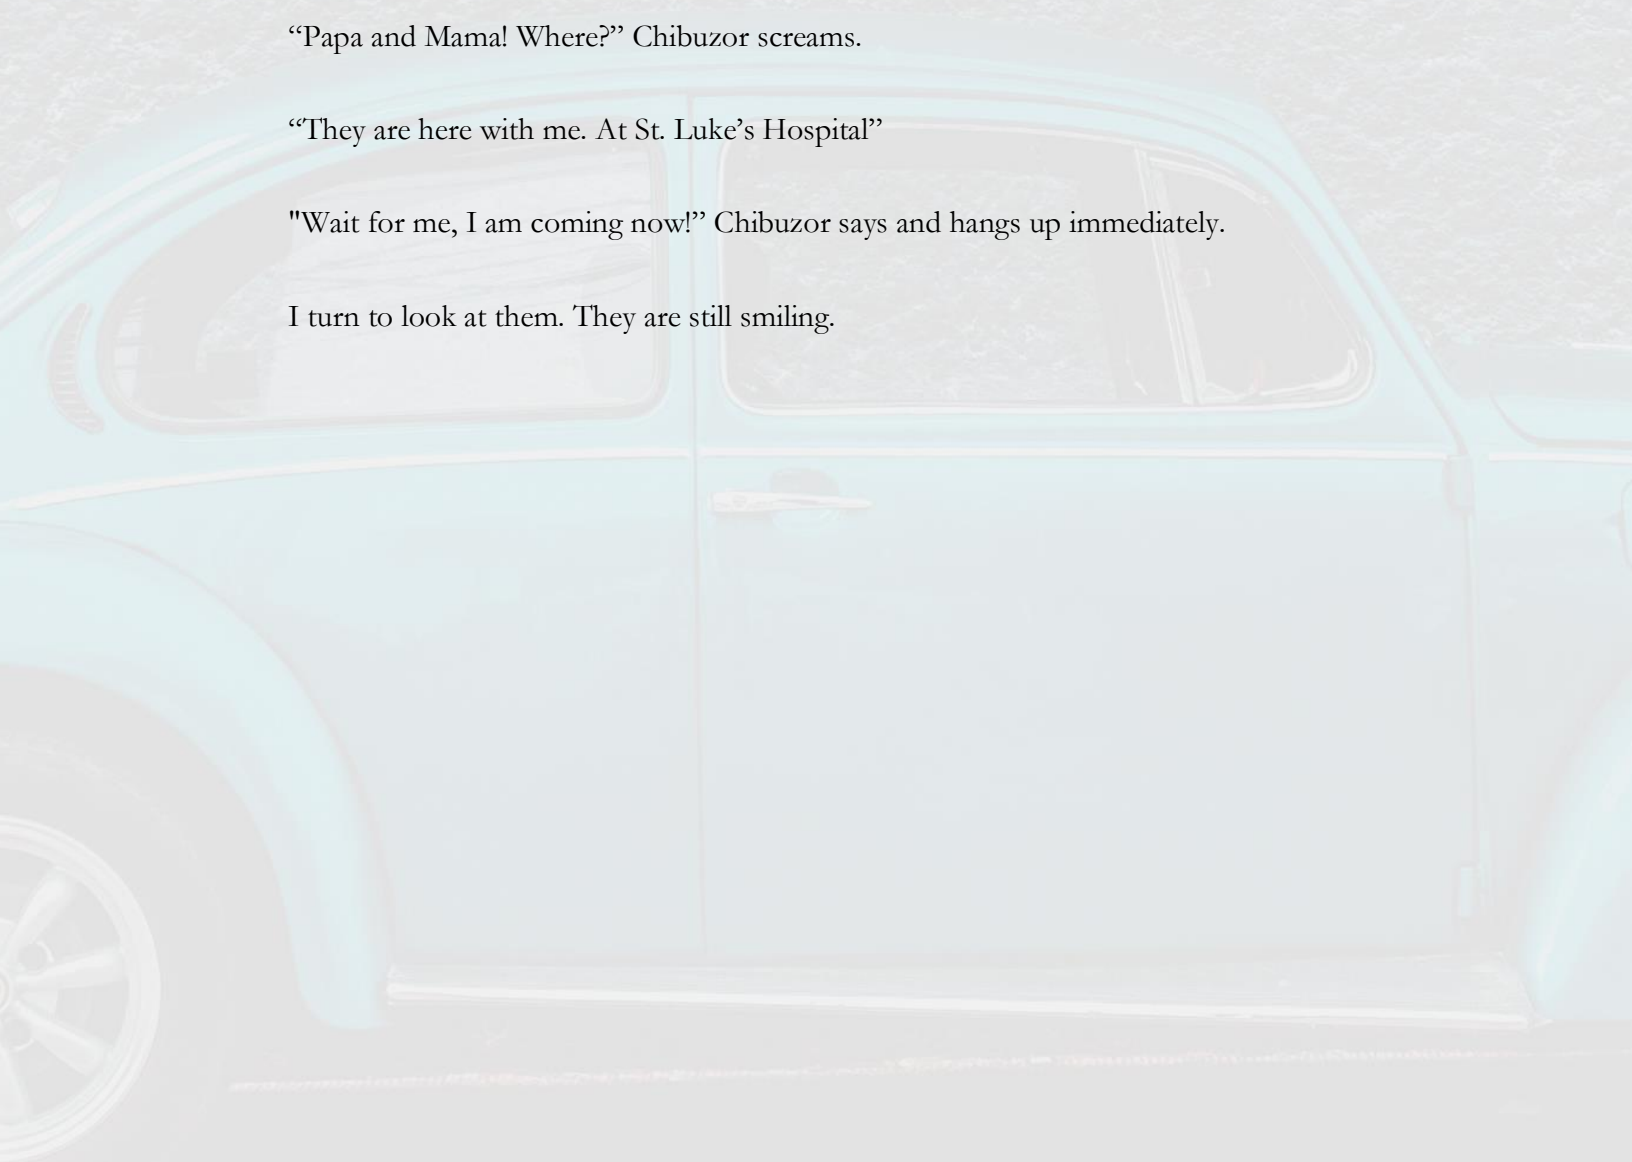 “Papa and Mama! Where?” Chibuzor screams.
“They are here with me. At St. Luke’s Hospital”
"Wait for me, I am coming now!” Chibuzor says and hangs up immediately.
I turn to look at them. They are still smiling.